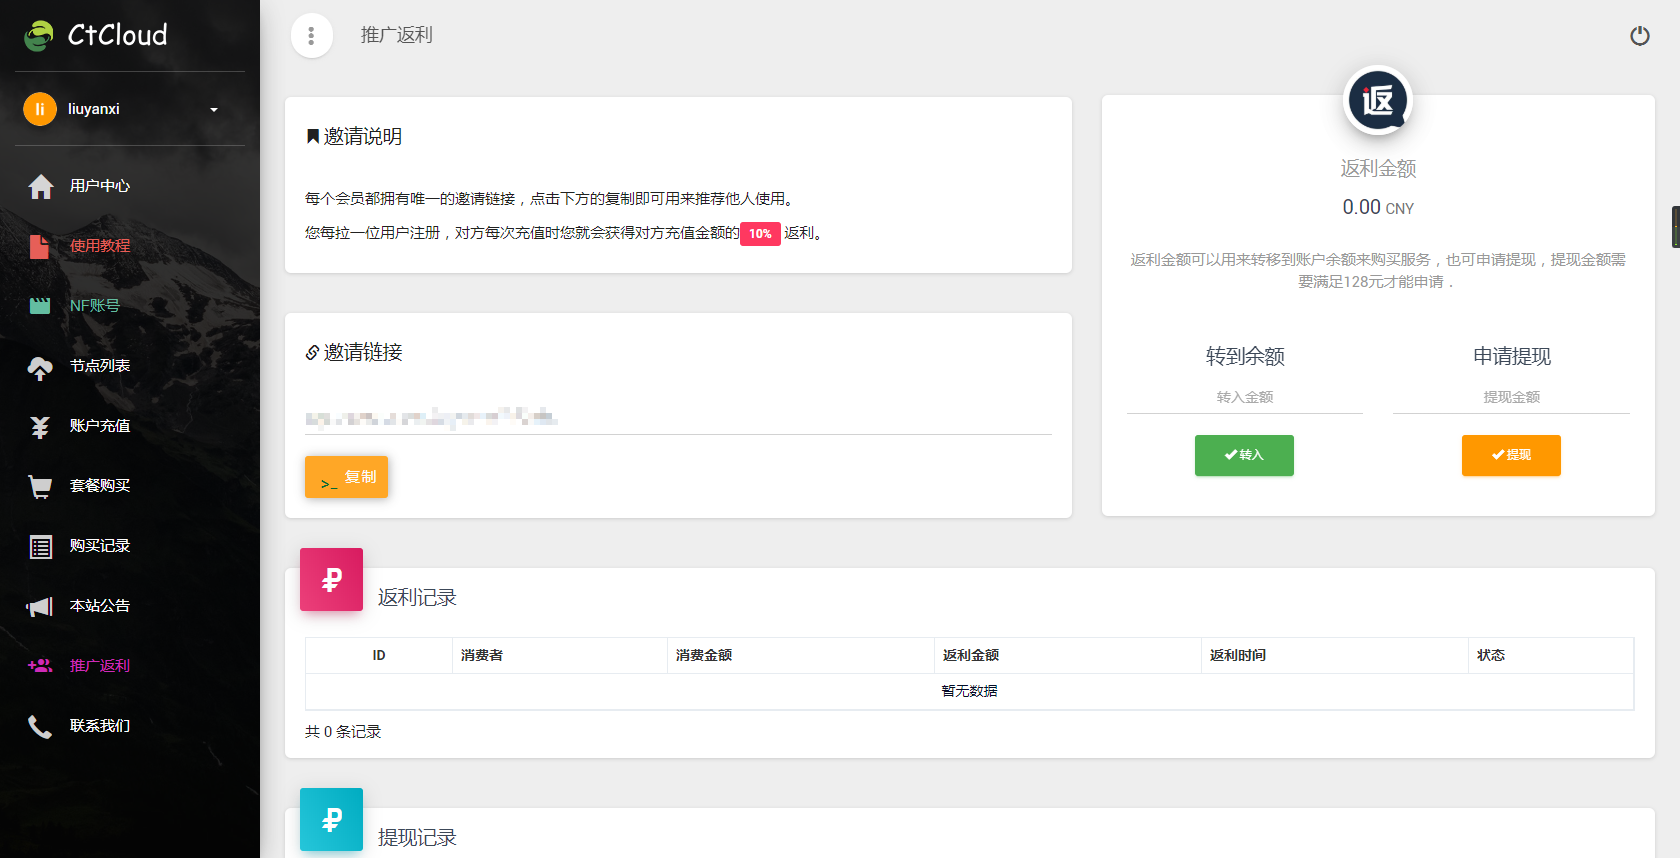 CtCloud
li liuyanxi
用户中心
使用教程
NF账号
节点列表
账户充值
套餐购买
购买记录
本站公告
推广返利
联系我们
推广返利
邀请说明
每个会员都拥有唯一的邀请链接，点击下方的复制即可用来推荐他人使用。
您每拉一位用户注册，对方每次充值时您就会获得对方充值金额的 10% 返利。
邀请链接
>_ 复制
返
返利金额
0.00 CNY
返利金额可以用来转移到账户余额来购买服务，也可申请提现，提现金额需
要满足128元才能申请．
转到余额
转入金额
转入
申请提现
提现金额
提现
₽
返利记录
ID 消费者 消费金额 返利金额 返利时间 状态
暂无数据
共 0 条记录
₽
提现记录